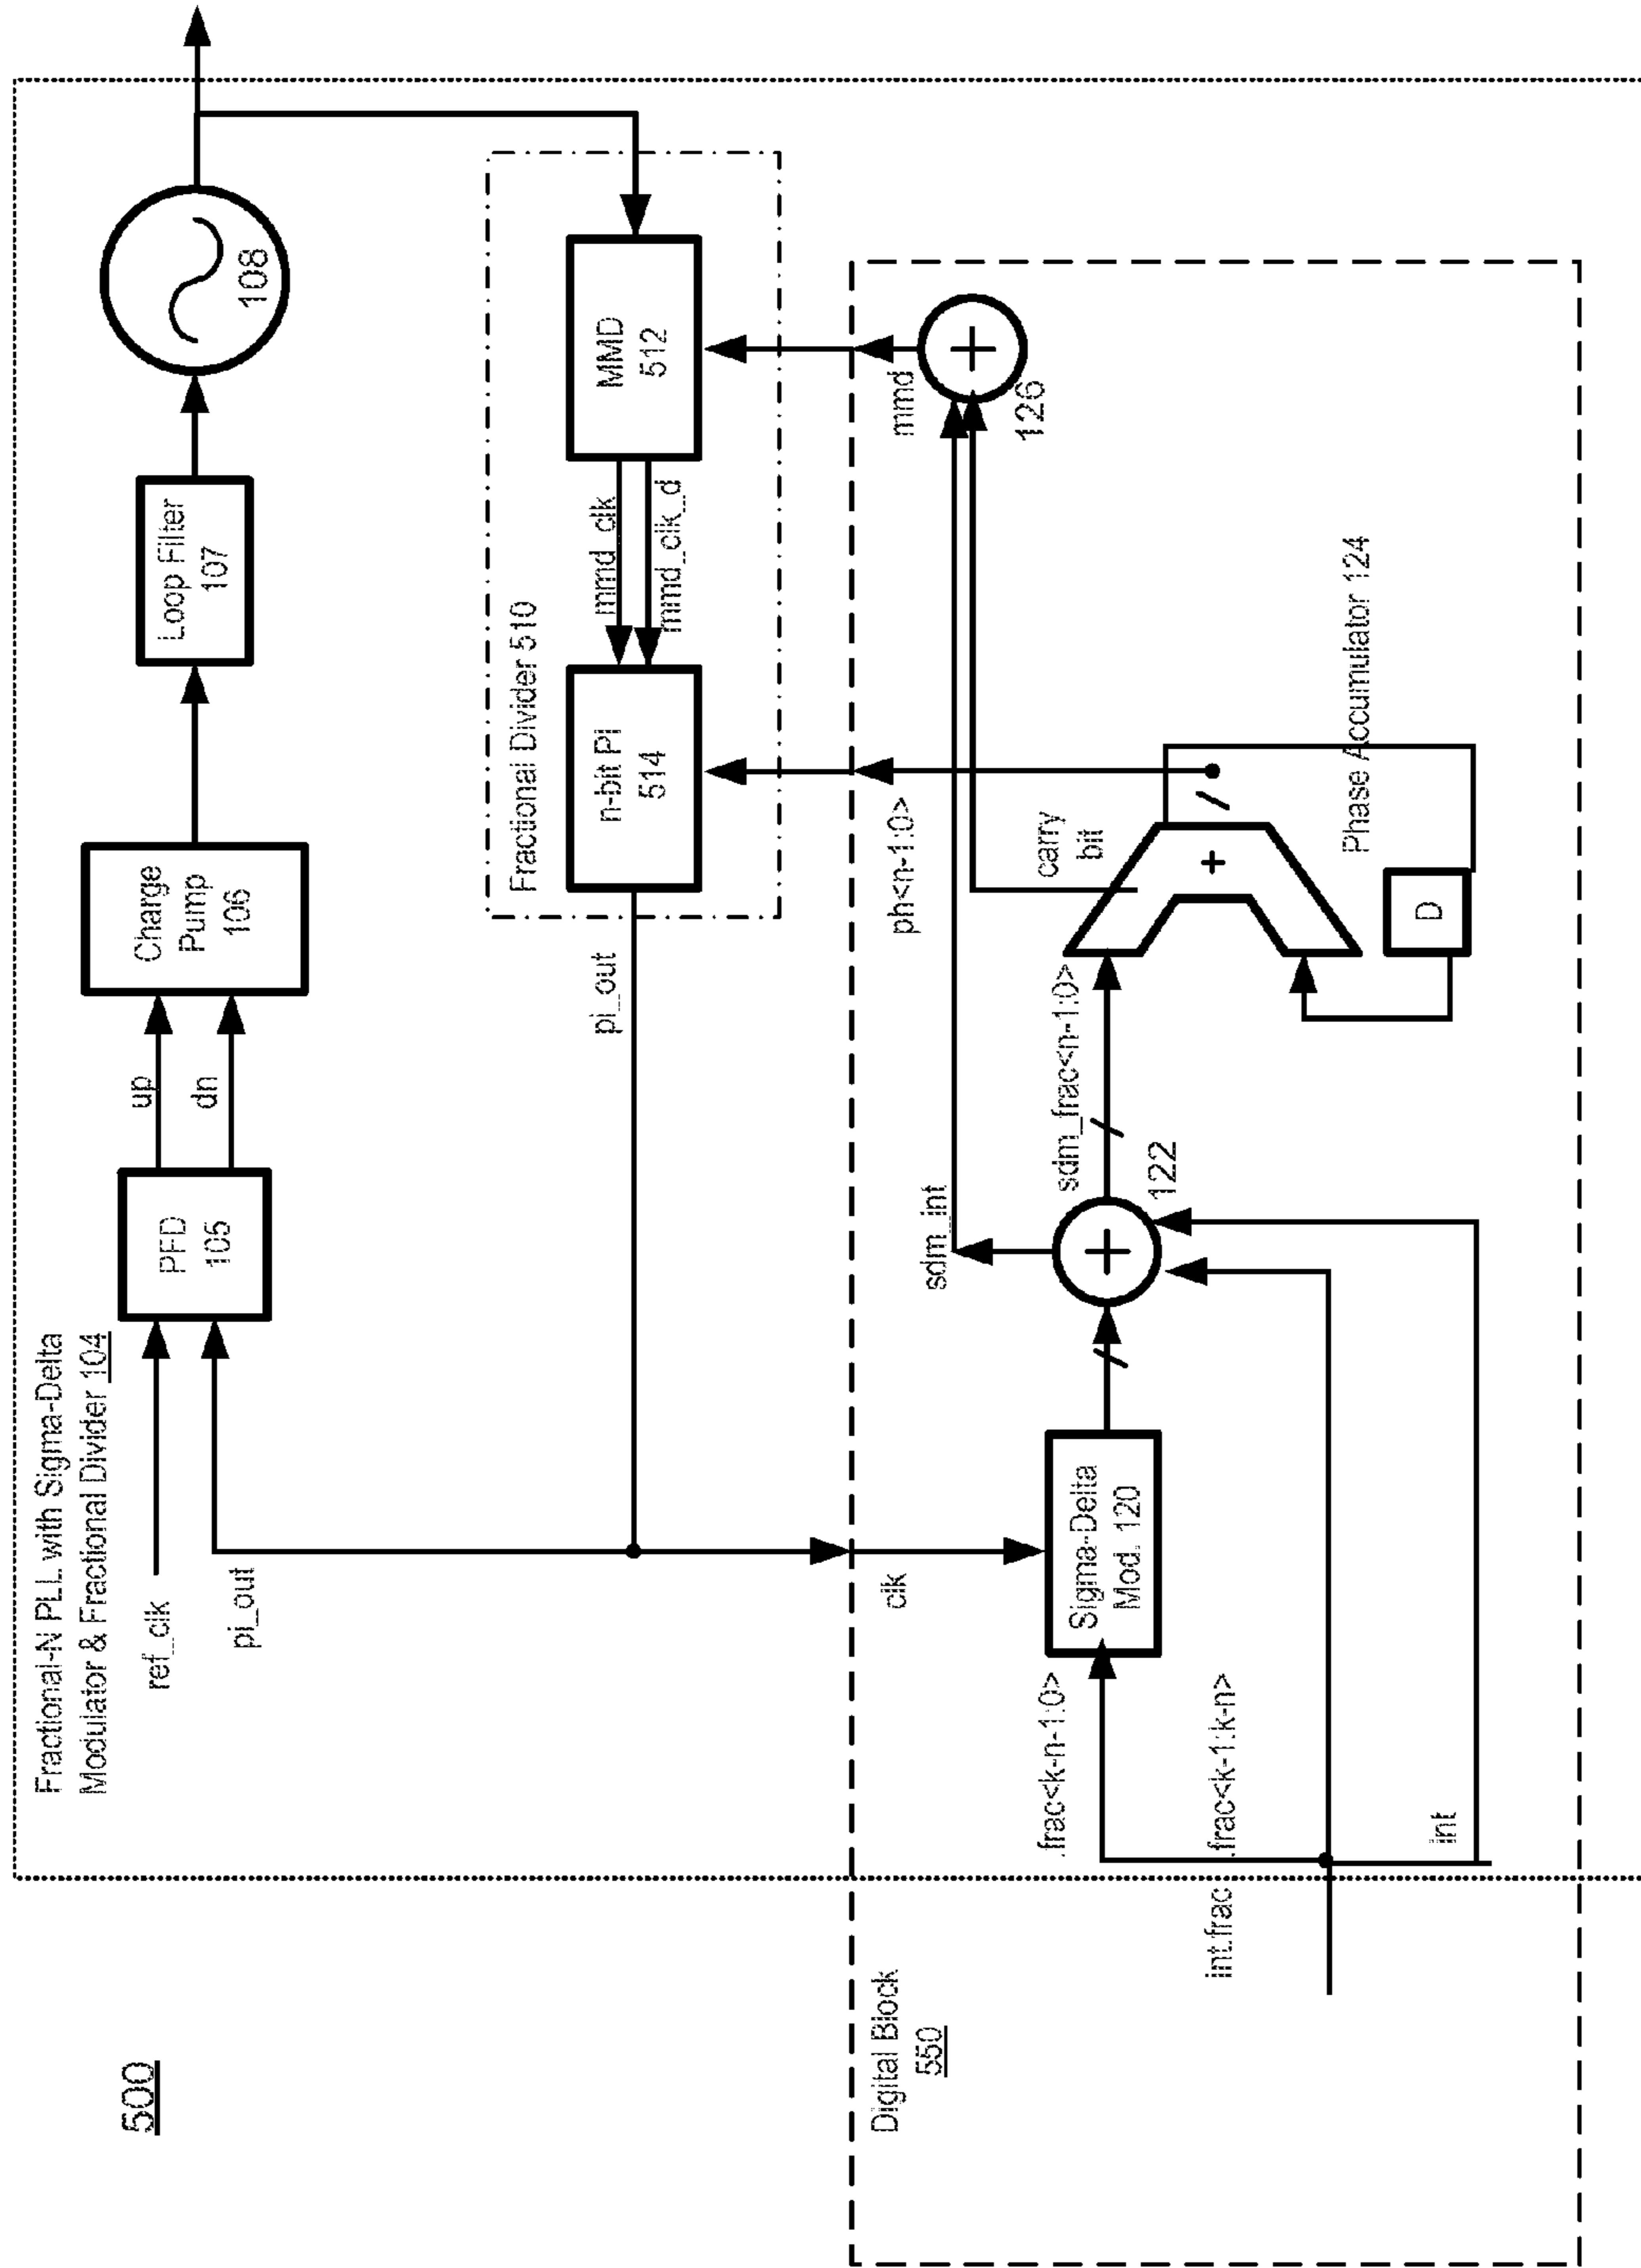 500
Fractional-N PLL with Sigma-Delta
Modulator & Fractional Divider 104
ref_clk
pi_out
PFD
105
up
dn
Charge
Pump
106
Loop Filter
107
108
pi_out
Fractional Divider 510
n-bit PI
514
mmd_clk
mmd_clk_d
MMD
512
Digital Block
550
clk
sdm_int
ph<n-1:0>
mmd
126
int.frac
.frac<k-n-1:0>
.frac<k-1:k-n>
int
Sigma-Delta
Mod. 120
+
122
sdm_frac<n-1:0>
carry
bit
+
+
D
Phase Accumulator 124